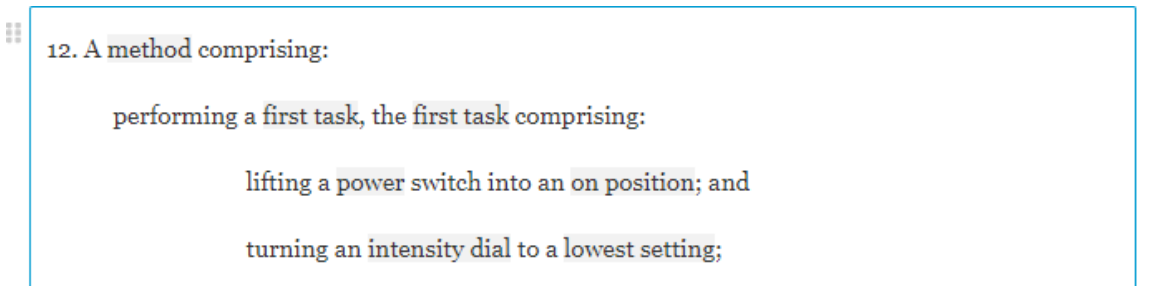 12. A method comprising:
performing a first task, the first task comprising:
lifting a power switch into an on position; and
turning an intensity dial to a lowest setting;